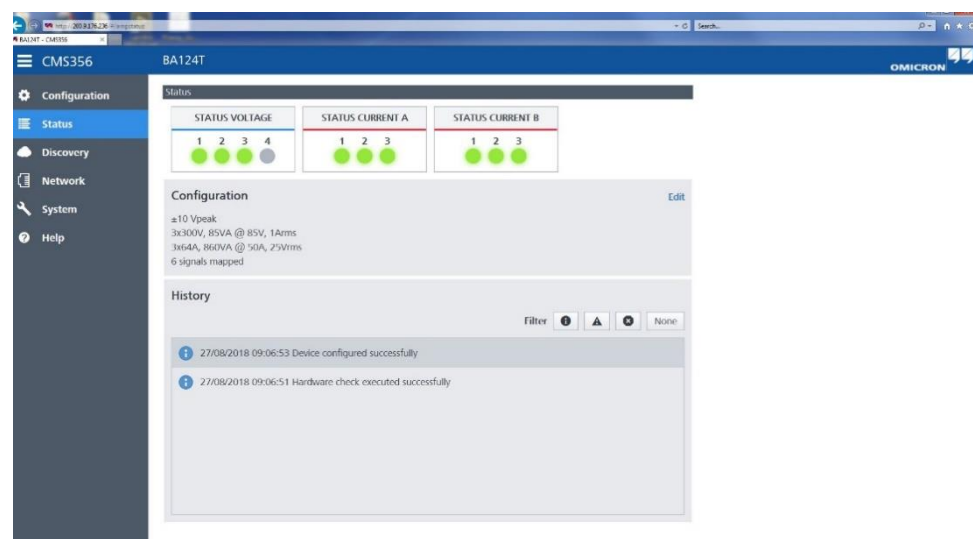 Search...
BA124T - CMS356
CMS356
BA124T
OMICRON
Configuration
Status
Discovery
Network
System
Help
Status
STATUS VOLTAGE
1 2 3 4
STATUS CURRENT A
1 2 3
STATUS CURRENT B
1 2 3
Configuration
Edit
±10 Vpeak
3x300V, 85VA @ 85V, 1Arms
3x64A, 860VA @ 50A, 25Vrms
6 signals mapped
History
Filter
None
27/08/2018 09:06:53 Device configured successfully
27/08/2018 09:06:51 Hardware check executed successfully